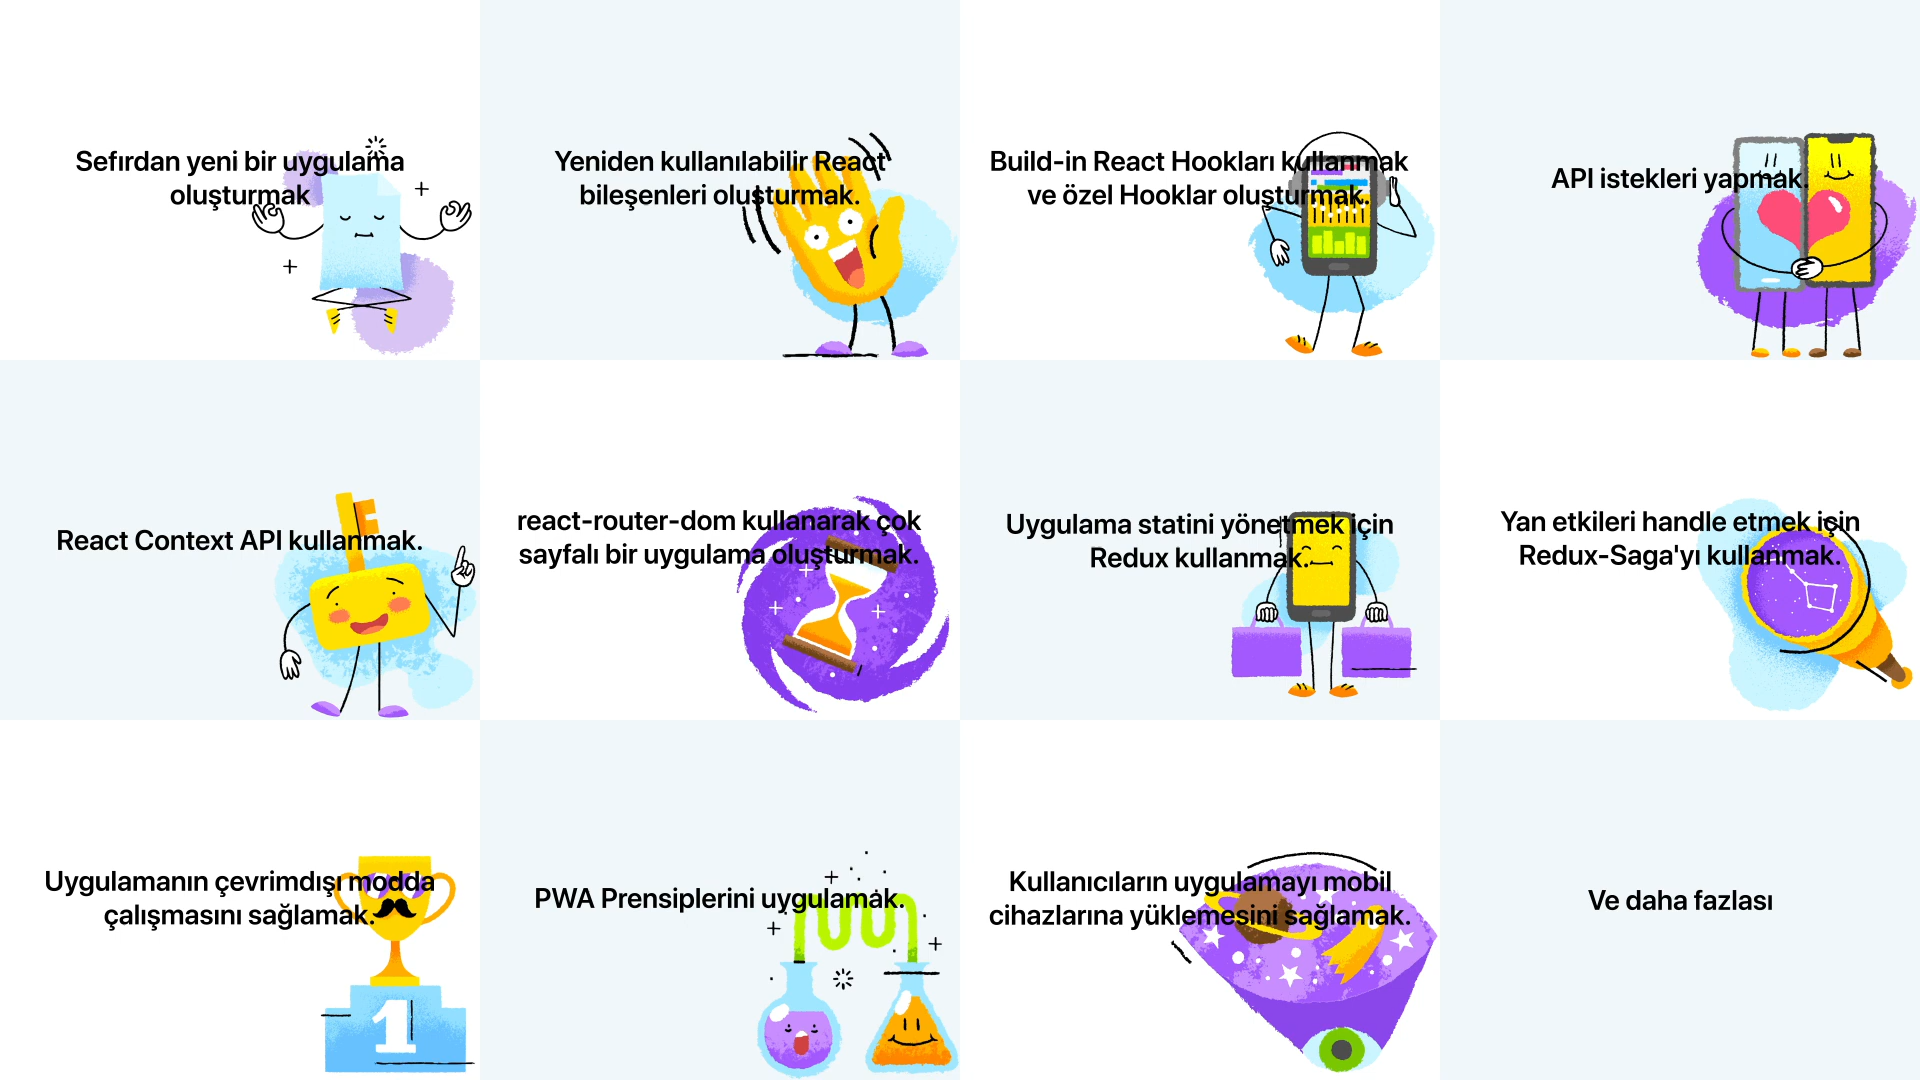 Sefırdan yeni bir uygulama
oluşturmak
Yeniden kullanılabilir React
bileşenleri oluşturmak.
Build-in React Hookları kullanmak
ve özel Hooklar oluşturmak.
API istekleri yapmak.
React Context API kullanmak.
react-router-dom kullanarak çok
sayfalı bir uygulama oluşturmak.
Uygulama statini yönetmek için
Redux kullanmak.
Yan etkileri handle etmek için
Redux-Saga'yı kullanmak.
Uygulamanın çevrimdışı modda
çalışmasını sağlamak.
1
PWA Prensiplerini uygulamak.
Kullanıcıların uygulamayı mobil
cihazlarına yüklemesini sağlamak.
Ve daha fazlası